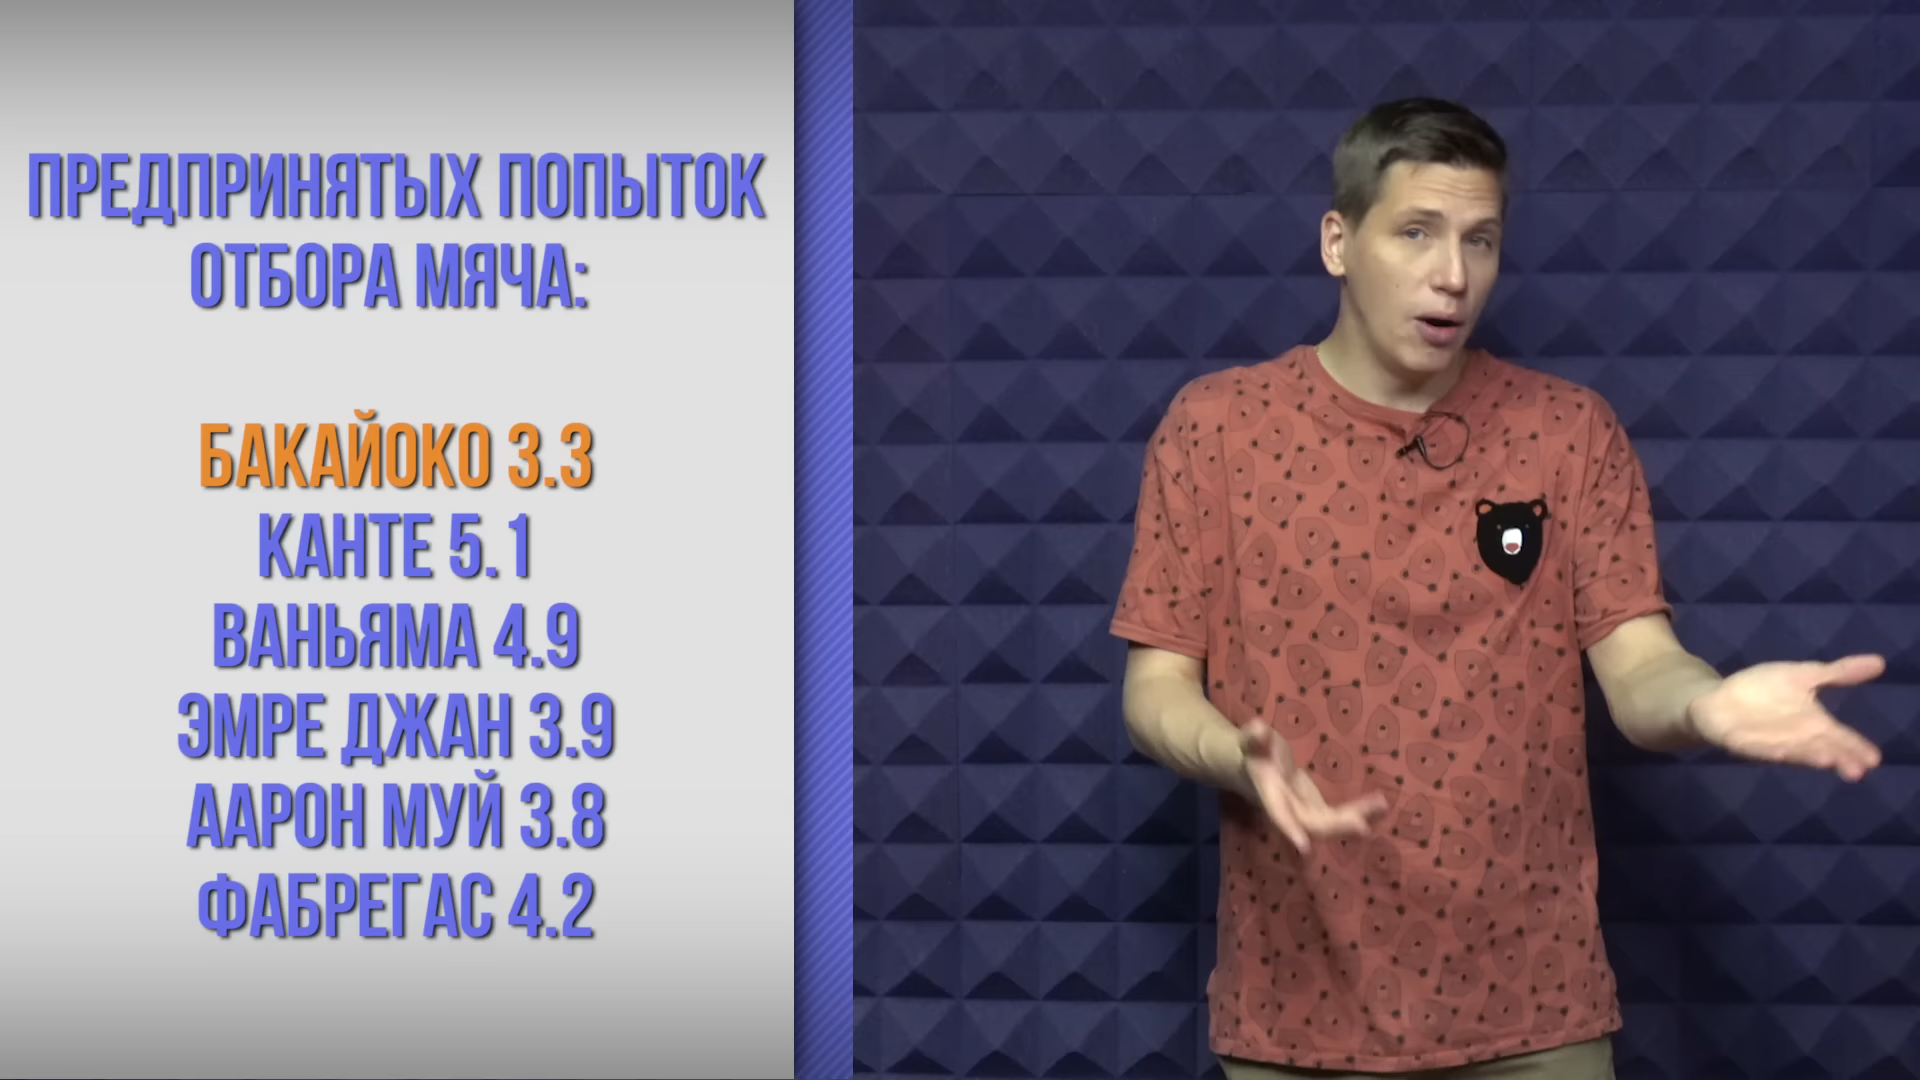 ПРЕДПРИНЯТЫХ ПОПЫТОК
ОТБОРА МЯЧА:
БАКАЙОКО 3.3
КАНТЕ 5.1
ВАНЬЯМА 4.9
ЭМРЕ ДЖАН 3.9
ААРОН МУЙ 3.8
ФАБРЕГАС 4.2